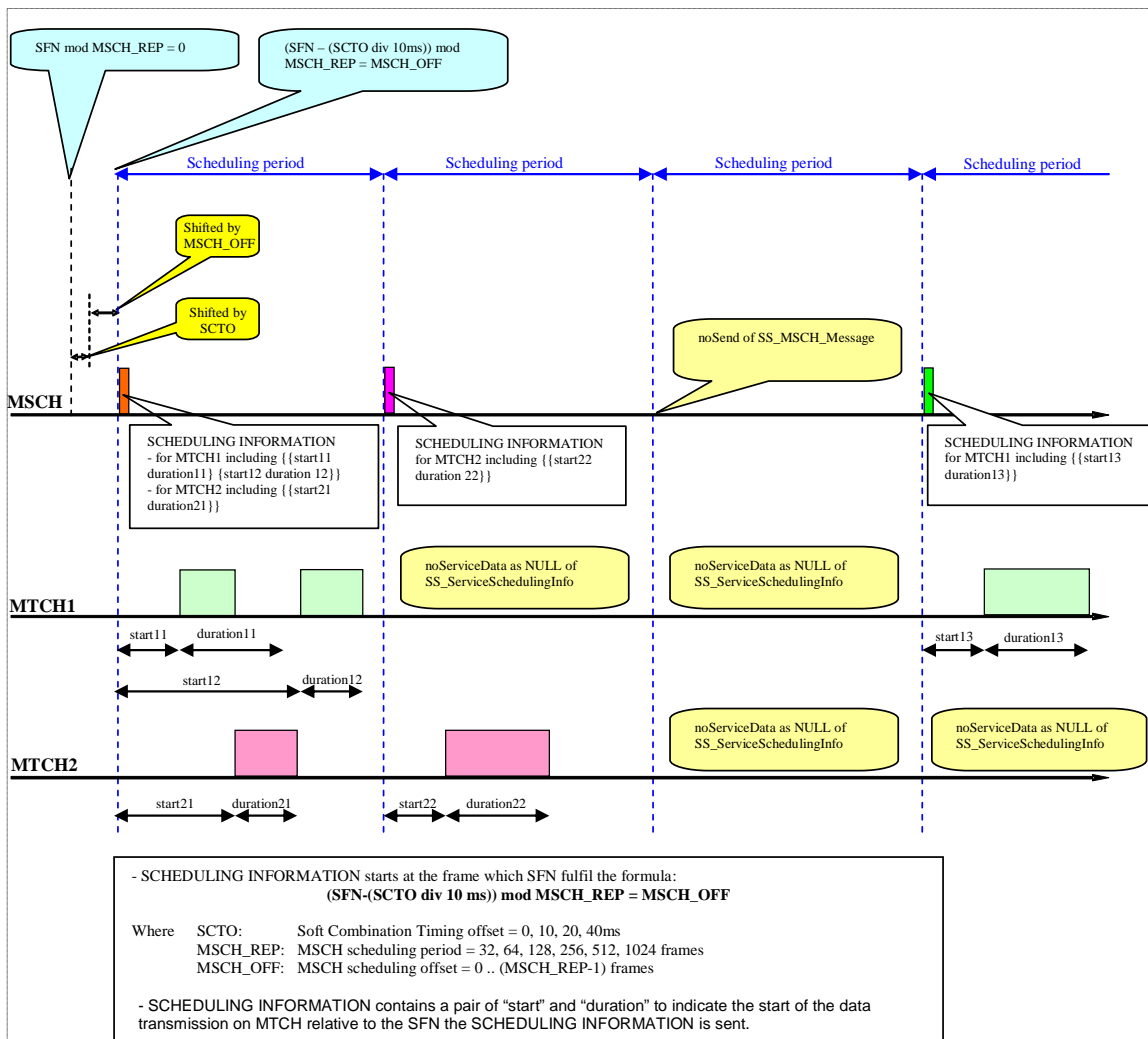 SFN mod MSCH_REP = 0
(SFN – (SCTO div 10ms)) mod
MSCH_REP = MSCH_OFF
Scheduling period
Scheduling period
Scheduling period
Scheduling period
Shifted by
MSCH_OFF
Shifted by
SCTO
noSend of SS_MSCH_Message
MSCH
SCHEDULING INFORMATION
- for MTCH1 including {{start11
duration11} {start12 duration 12}}
- for MTCH2 including {{start21
duration21}}
SCHEDULING INFORMATION
for MTCH2 including {{start22
duration 22}}
SCHEDULING INFORMATION
for MTCH1 including {{start13
duration13}}
noServiceData as NULL of
SS_ServiceSchedulingInfo
noServiceData as NULL of
SS_ServiceSchedulingInfo
MTCH1
start11
duration11
start13
duration13
start12
duration12
noServiceData as NULL of
SS_ServiceSchedulingInfo
noServiceData as NULL of
SS_ServiceSchedulingInfo
MTCH2
start21
duration21
start22
duration22
- SCHEDULING INFORMATION starts at the frame which SFN fulfil the formula:
(SFN-(SCTO div 10 ms)) mod MSCH_REP = MSCH_OFF
Where SCTO: Soft Combination Timing offset = 0, 10, 20, 40ms
MSCH_REP: MSCH scheduling period = 32, 64, 128, 256, 512, 1024 frames
MSCH_OFF: MSCH scheduling offset = 0 .. (MSCH_REP-1) frames
- SCHEDULING INFORMATION contains a pair of “start” and “duration” to indicate the start of the data
transmission on MTCH relative to the SFN the SCHEDULING INFORMATION is sent.